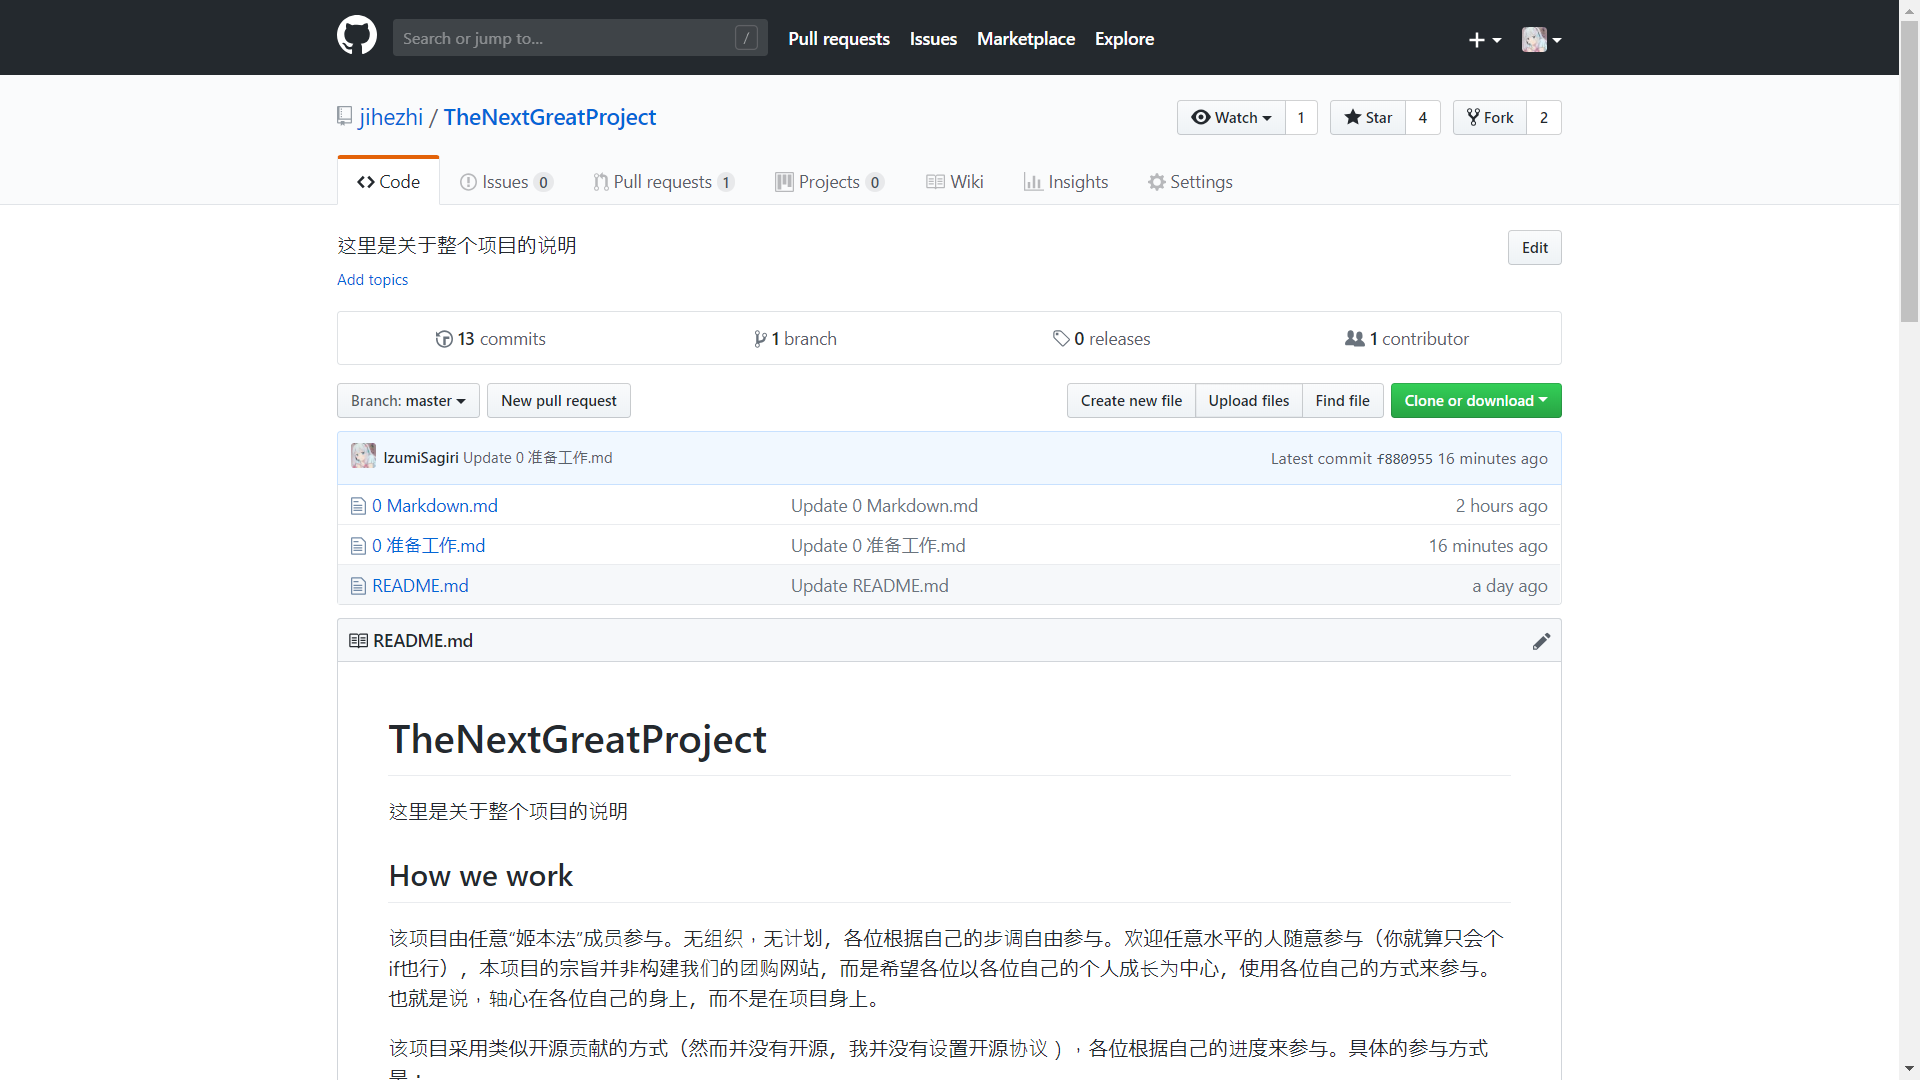 Search or jump to... /
Pull requests Issues Marketplace Explore
jihezhi / TheNextGreatProject
Watch 1 Star 4 Fork 2
Code Issues 0 Pull requests 1 Projects 0 Wiki Insights Settings
这里是关于整个项目的说明
Edit
Add topics
13 commits 1 branch 0 releases 1 contributor
Branch: master New pull request Create new file Upload files Find file Clone or download
IzumiSagiri Update 0 准备工作.md Latest commit f880955 16 minutes ago
0 Markdown.md Update 0 Markdown.md 2 hours ago
0 准备工作.md Update 0 准备工作.md 16 minutes ago
README.md Update README.md a day ago
README.md
TheNextGreatProject
这里是关于整个项目的说明
How we work
该项目由任意“姬本法”成员参与。无组织，无计划，各位根据自己的步调自由参与。欢迎任意水平的人随意参与（你就算只会个
if也行），本项目的宗旨并非构建我们的团购网站，而是希望各位以各位自己的个人成长为中心，使用各位自己的方式来参与。
也就是说，轴心在各位自己的身上，而不是在项目身上。
该项目采用类似开源贡献的方式（然而并没有开源，我并没有设置开源协议），各位根据自己的进度来参与。具体的参与方式
是：